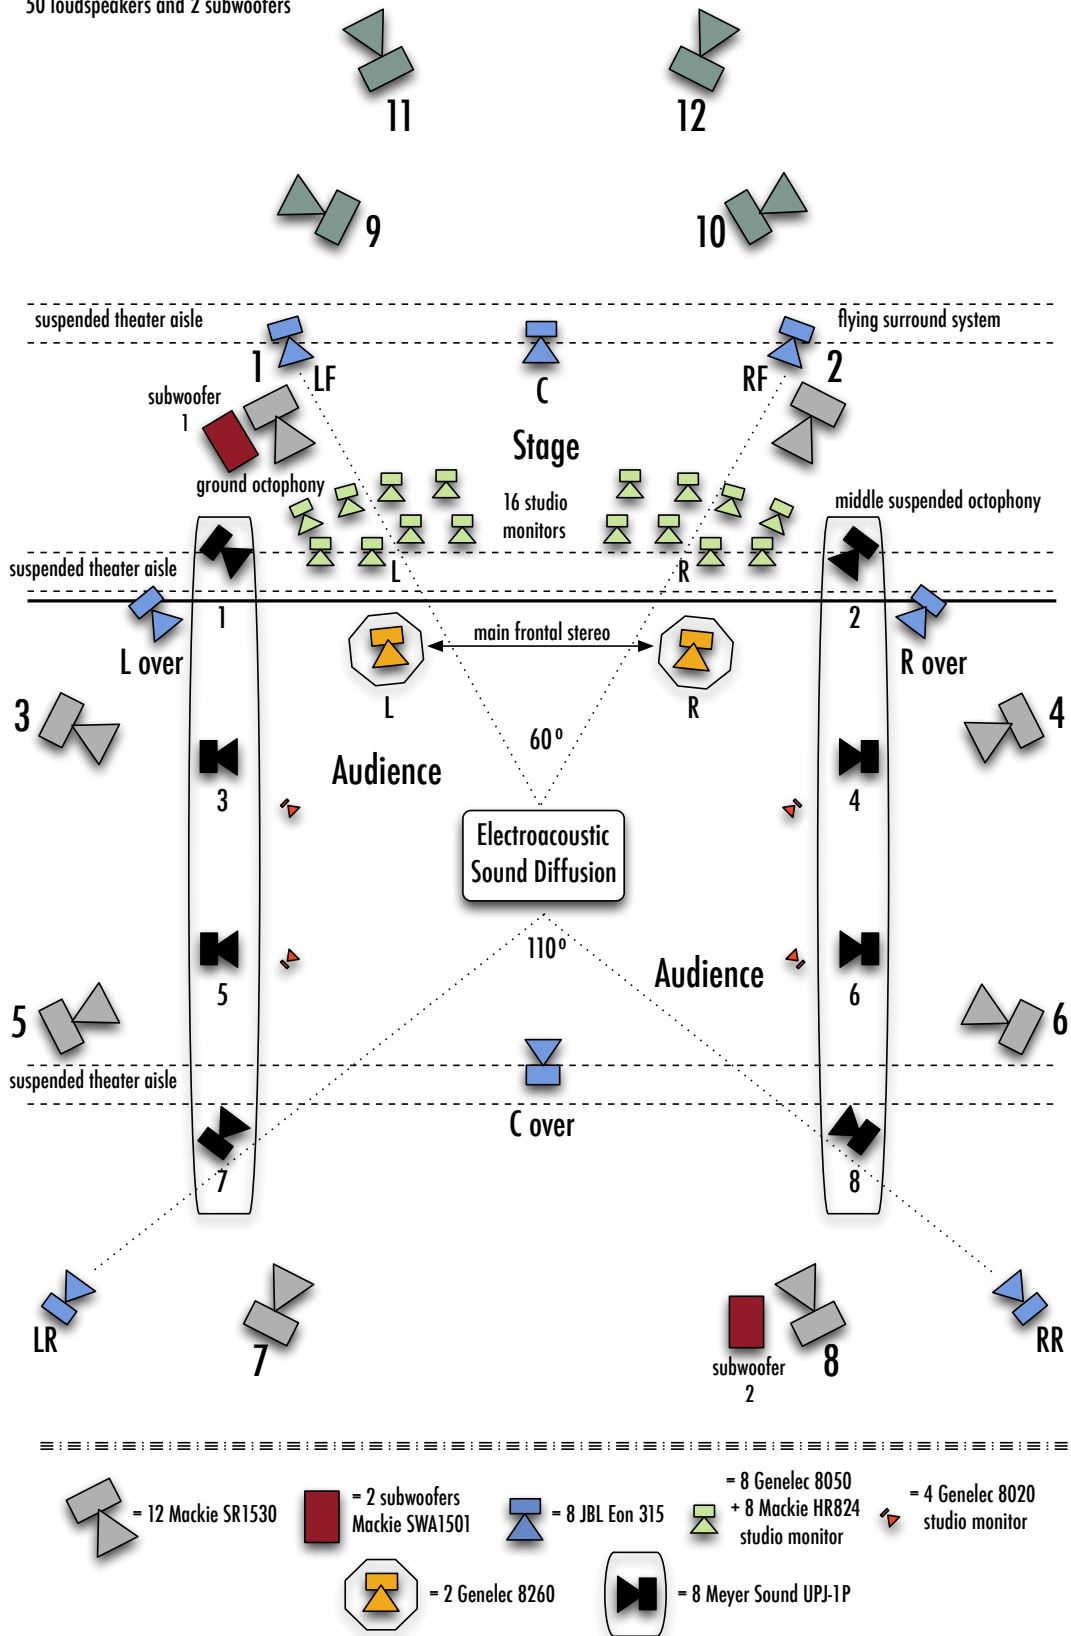 50 loudspeakers and 2 subwoofers
11
12
9
10
suspended theater aisle
flying surround system
1
LF
C
RF
2
subwoofer
1
Stage
ground octophony
16 studio
monitors
middle suspended octophony
suspended theater aisle
L
R
1
2
main frontal stereo
L over
R over
L
R
3
4
60º
Audience
3
4
Electroacoustic
Sound Diffusion
110º
Audience
5
6
5
6
suspended theater aisle
C over
7
8
LR
RR
7
8
subwoofer
2
= 12 Mackie SR1530
= 2 subwoofers
Mackie SWA1501
= 8 JBL Eon 315
= 8 Genelec 8050
+ 8 Mackie HR824
studio monitor
= 4 Genelec 8020
studio monitor
= 2 Genelec 8260
= 8 Meyer Sound UPJ-1P